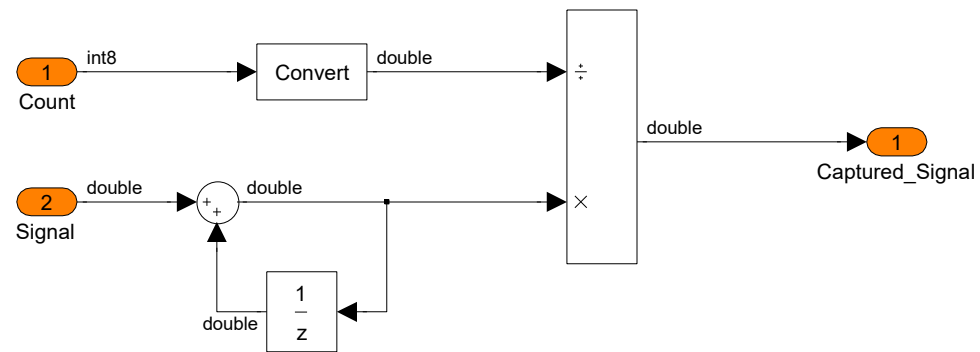 1
int8
Convert
double
÷
Count
double
1
Captured_Signal
2
double
+
+
double
×
Signal
double
1
z